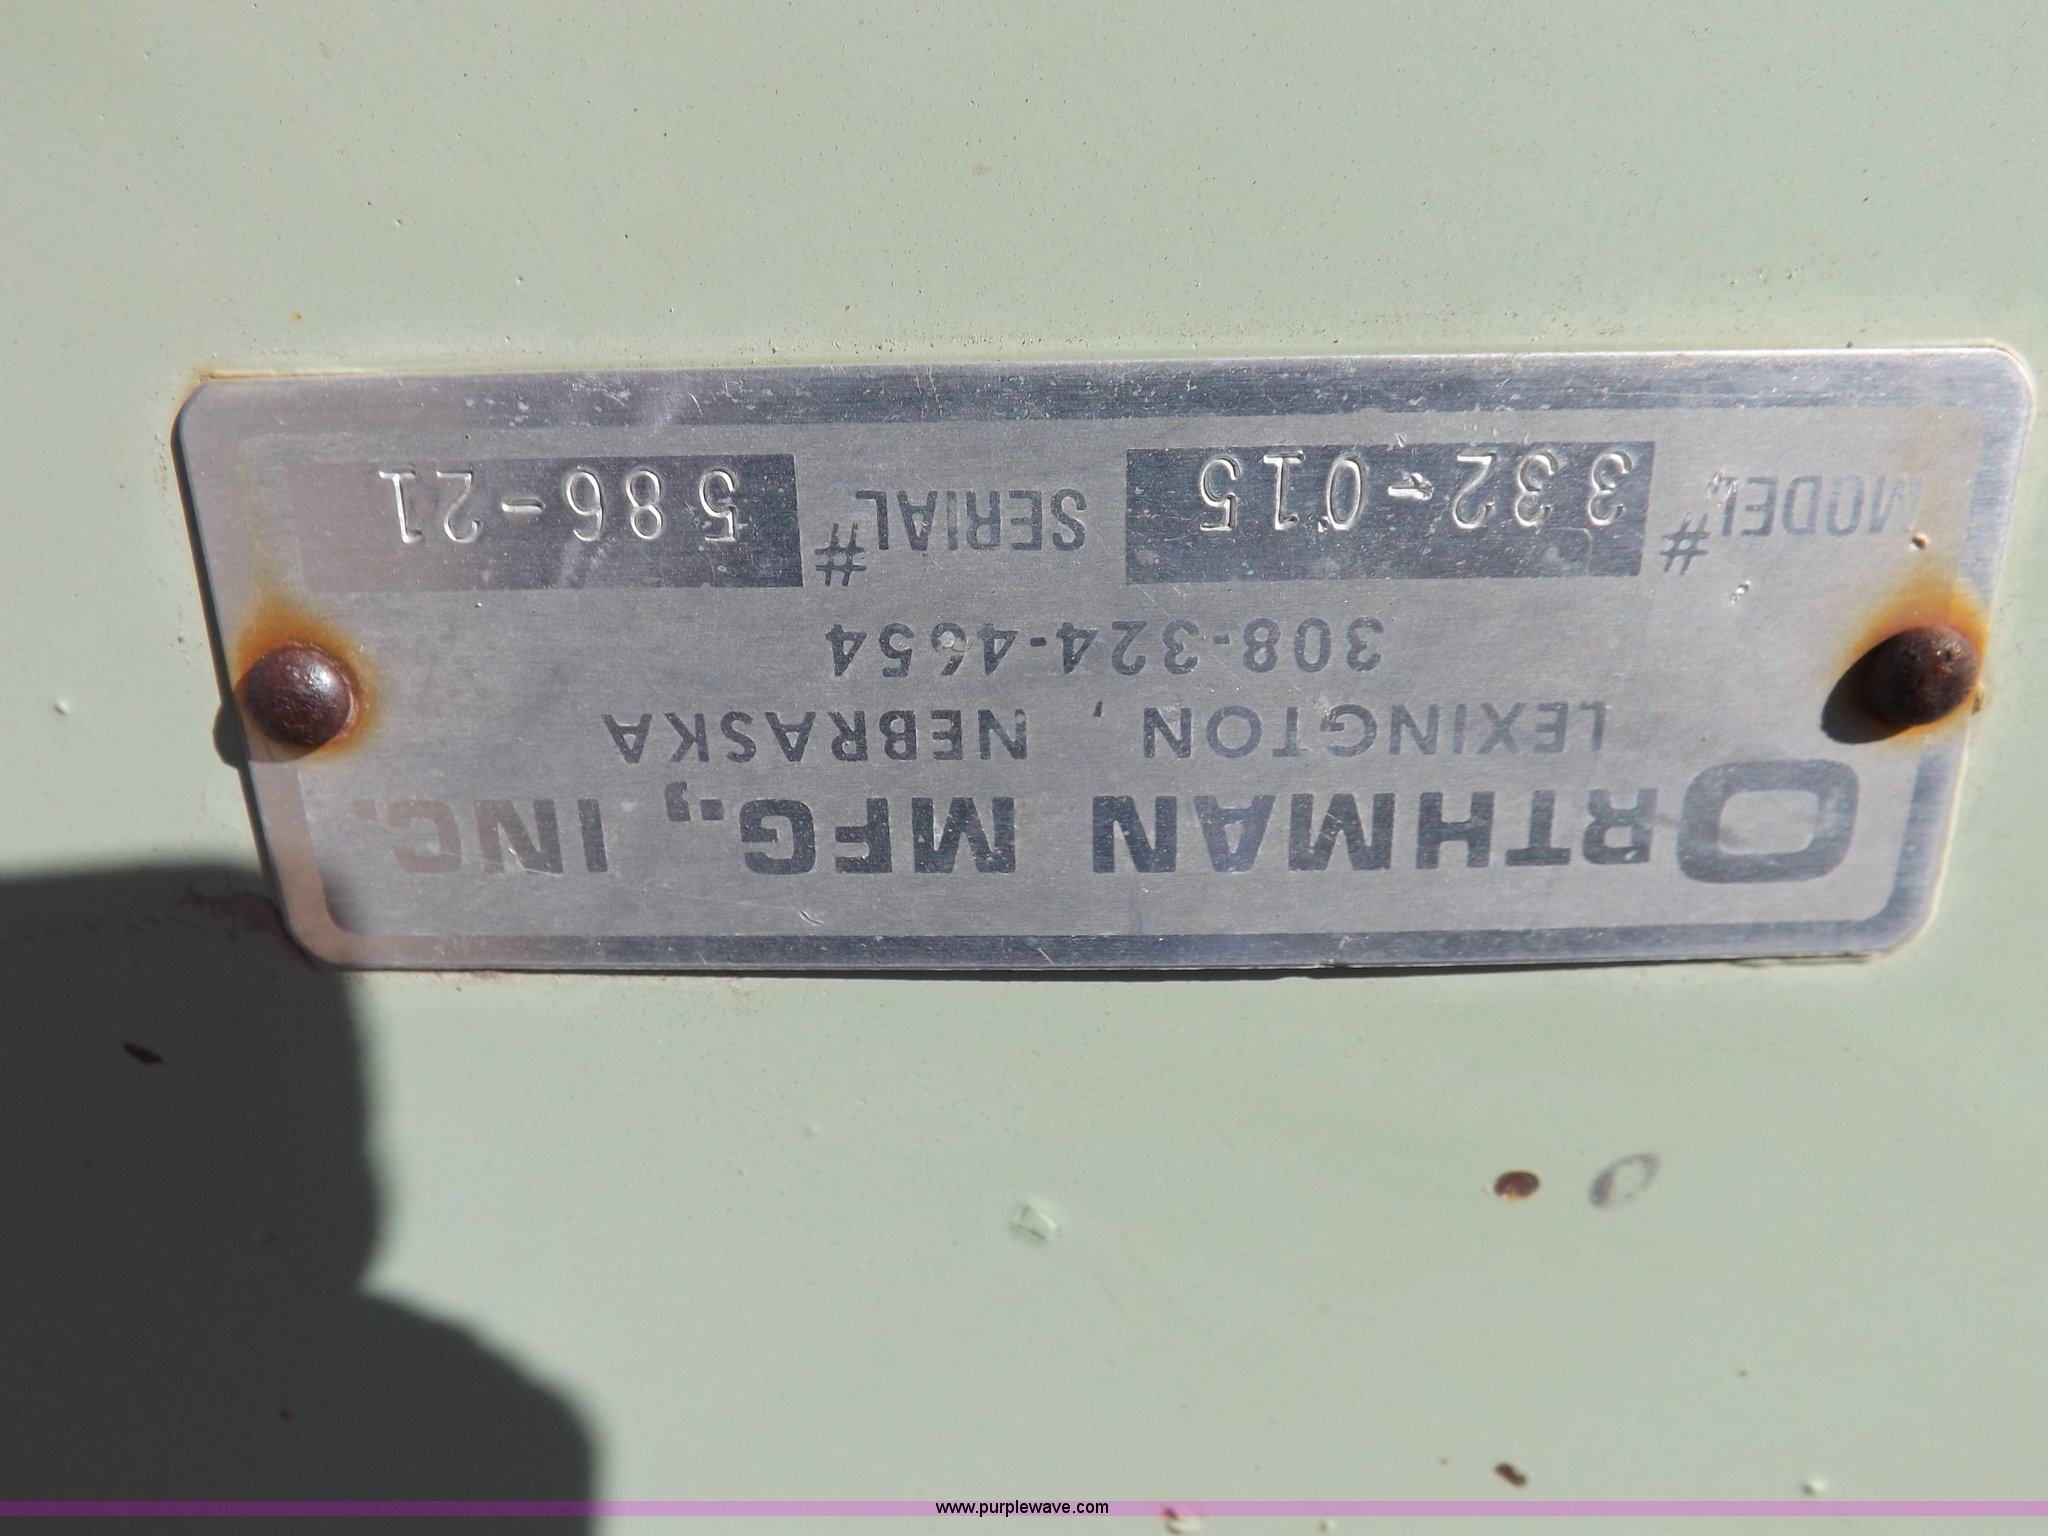 ORTHMAN MFG., INC.
LEXINGTON, NEBRASKA
308-324-4654
MODEL# 332-015 SERIAL# 586-21
www.purplewave.com